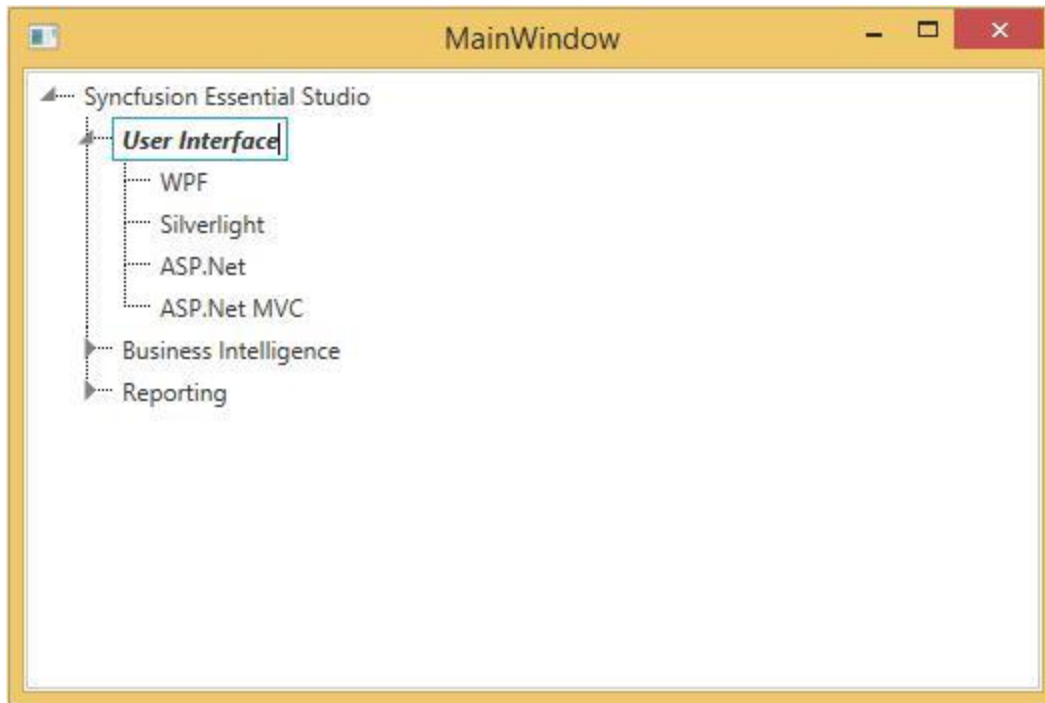 MainWindow
Syncfusion Essential Studio
User Interface
WPF
Silverlight
ASP.Net
ASP.Net MVC
Business Intelligence
Reporting